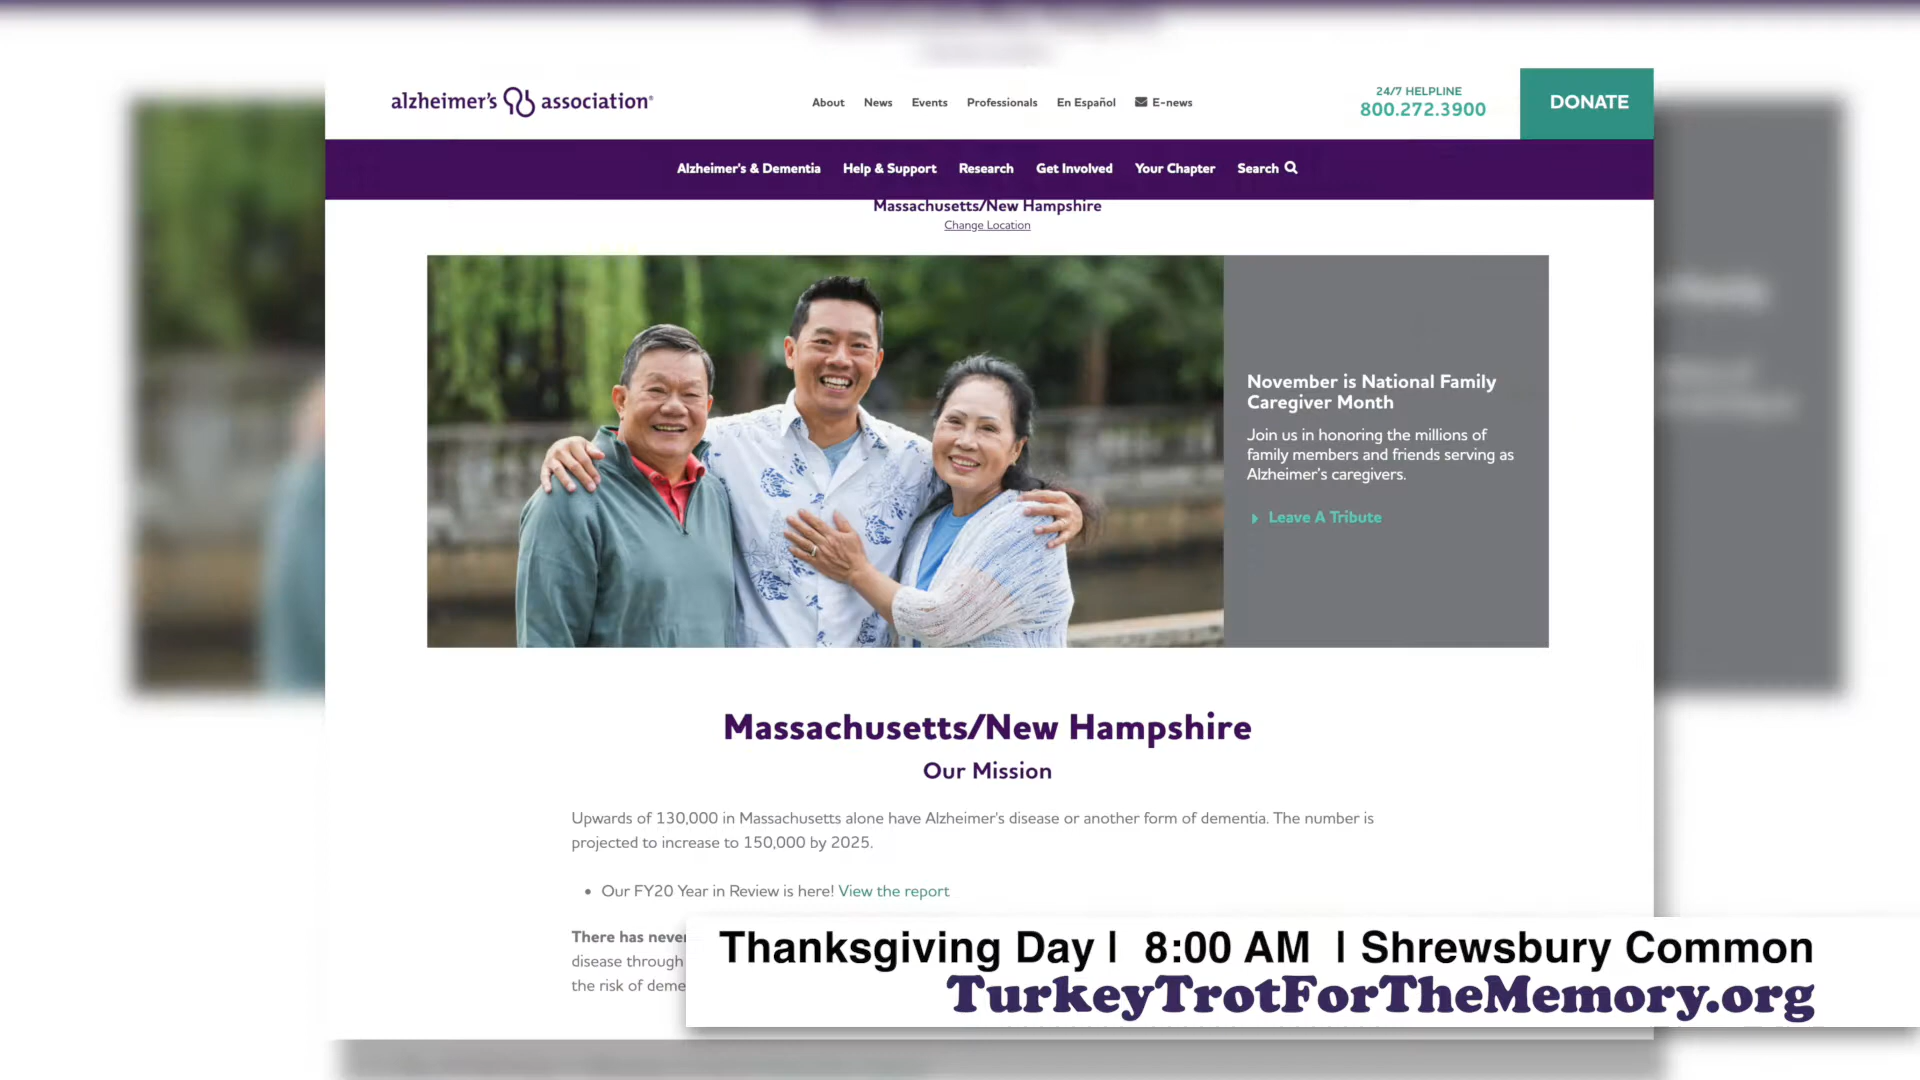 alzheimer's association®
About News Events Professionals En Español E-news
24/7 HELPLINE
800.272.3900
DONATE
Alzheimer's & Dementia Help & Support Research Get Involved Your Chapter Search
Massachusetts/New Hampshire
Change Location
November is National Family
Caregiver Month
Join us in honoring the millions of
family members and friends serving as
Alzheimer's caregivers.
Leave A Tribute
Massachusetts/New Hampshire
Our Mission
Upwards of 130,000 in Massachusetts alone have Alzheimer's disease or another form of dementia. The number is
projected to increase to 150,000 by 2025.
• Our FY20 Year in Review is here! View the report
There has never
disease through
the risk of deme
Thanksgiving Day | 8:00 AM | Shrewsbury Common
TurkeyTrotForTheMemory.org